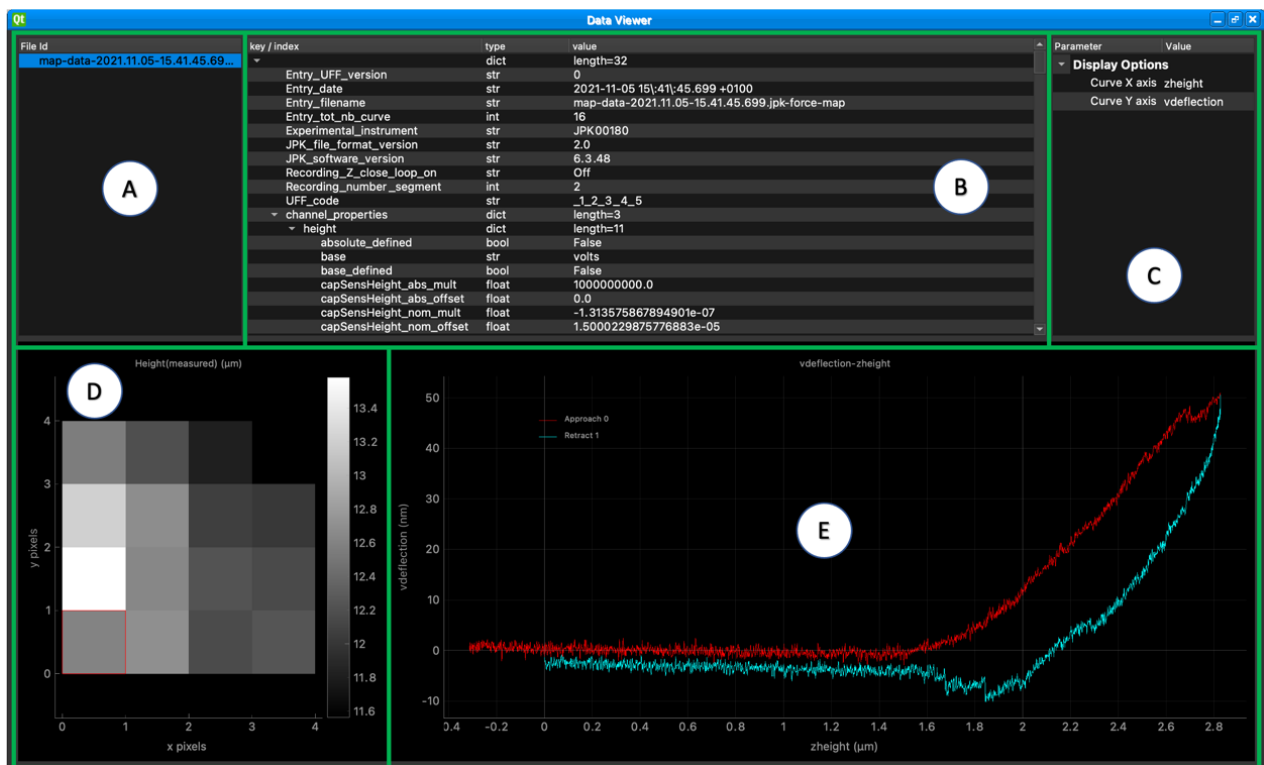 Qt Data Viewer
File Id
map-data-2021.11.05-15.41.45.69...
A
key / index type value
dict length=32
Entry_UFF_version str 0
Entry_date str 2021-11-05 15\:41\:45.699 +0100
Entry_filename str map-data-2021.11.05-15.41.45.699.jpk-force-map
Entry_tot_nb_curve int 16
Experimental_instrument str JPK00180
JPK_file_format_version str 2.0
JPK_software_version str 6.3.48
Recording_Z_close_loop_on str Off
Recording_number_segment int 2
UFF_code str _1_2_3_4_5
channel_properties dict length=3
height dict length=11
absolute_defined bool False
base str volts
base_defined bool False
capSensHeight_abs_mult float 1000000000.0
capSensHeight_abs_offset float 0.0
capSensHeight_nom_mult float -1.313575867894901e-07
capSensHeight_nom_offset float 1.5000229875776883e-05
B
Parameter Value
Display Options
Curve X axis zheight
Curve Y axis vdeflection
C
Height(measured) (µm)
D
4
3
2
1
0
y pixels
0 1 2 3 4
x pixels
13.4
13.2
13
12.8
12.6
12.4
12.2
12
11.8
11.6
vdeflection-zheight
Approach 0
Retract 1
E
50
40
30
20
10
0
-10
vdeflection (nm)
0.4 -0.2 0 0.2 0.4 0.6 0.8 1 1.2 1.4 1.6 1.8 2 2.2 2.4 2.6 2.8
zheight (µm)